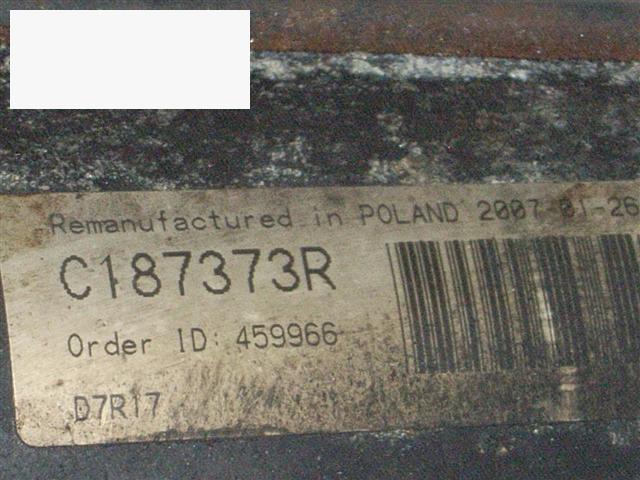 Remanufactured in POLAND 2007-01-26
C187373R
Order ID: 459966
D7R17